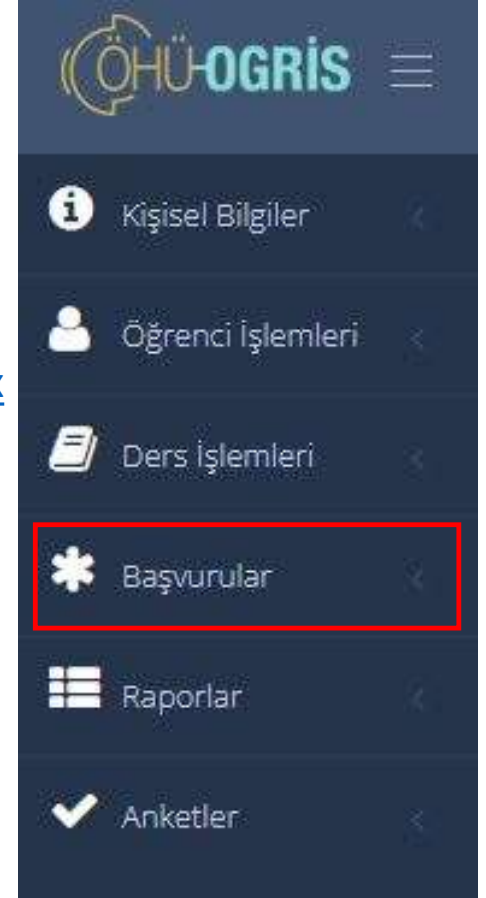 ÖHÜ-OGRİS
Kişisel Bilgiler
Öğrenci İşlemleri
x
Ders İşlemleri
Başvurular
Raporlar
Anketler